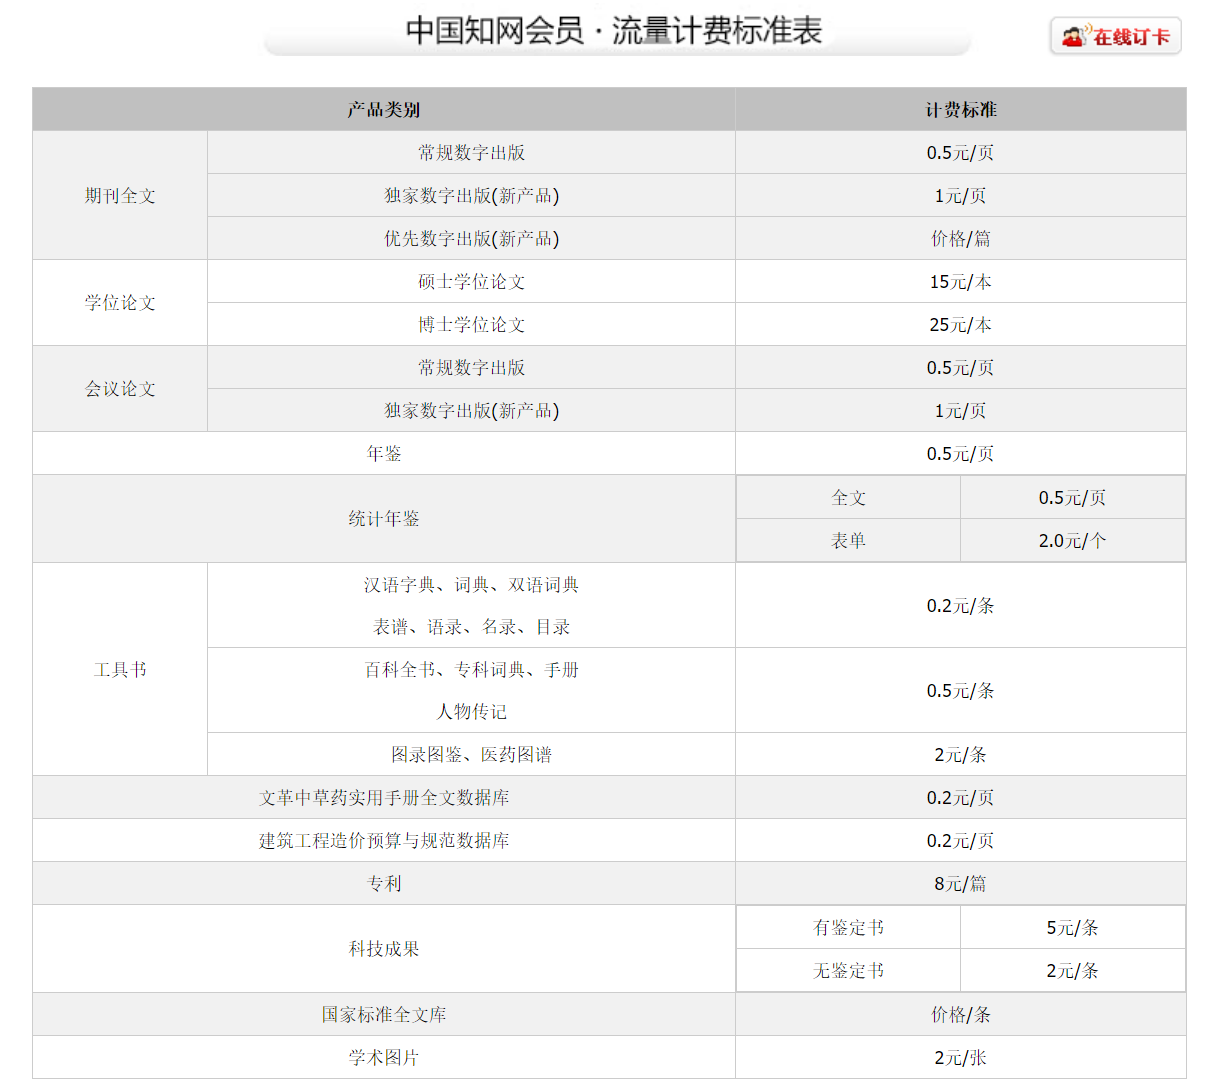 中国知网会员·流量计费标准表
在线订卡
产品类别
计费标准
期刊全文
常规数字出版
0.5元/页
独家数字出版(新产品)
1元/页
优先数字出版(新产品)
价格/篇
学位论文
硕士学位论文
15元/本
博士学位论文
25元/本
会议论文
常规数字出版
0.5元/页
独家数字出版(新产品)
1元/页
年鉴
0.5元/页
统计年鉴
全文
0.5元/页
表单
2.0元/个
工具书
汉语字典、词典、双语词典
表谱、语录、名录、目录
0.2元/条
百科全书、专科词典、手册
人物传记
0.5元/条
图录图鉴、医药图谱
2元/条
文革中草药实用手册全文数据库
0.2元/页
建筑工程造价预算与规范数据库
0.2元/页
专利
8元/篇
科技成果
有鉴定书
5元/条
无鉴定书
2元/条
国家标准全文库
价格/条
学术图片
2元/张